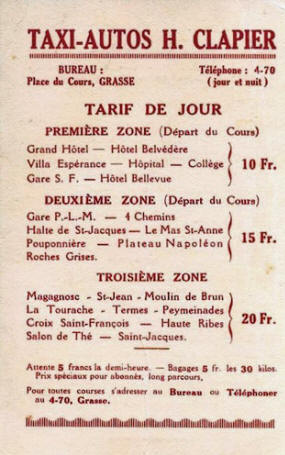 TAXI-AUTOS H. CLAPIER
BUREAU : Téléphone : 4-70
Place du Cours, GRASSE (jour et nuit)
TARIF DE JOUR
PREMIÈRE ZONE (Départ du Cours)
Grand Hôtel — Hôtel Belvédère
Villa Espérance — Hôpital — Collège 10 Fr.
Gare S. F. — Hôtel Bellevue
DEUXIÈME ZONE (Départ du Cours)
Gare P.-L.-M. — 4 Chemins
Halte de St-Jacques — Le Mas St-Anne
Pouponnière — Plateau Napoléon 15 Fr.
Roches Grises.
TROISIÈME ZONE
Magagnosc - St-Jean - Moulin de Brun
La Tourache - Termes - Peymeinades
Croix Saint-François — Haute Ribes 20 Fr.
Salon de Thé — Saint-Jacques.
Attente 5 francs la demi-heure. — Bagages 5 fr. les 30 kilos.
Prix spéciaux pour abonnés, long parcours,
Pour toutes courses s'adresser au Bureau ou Téléphoner
au 4-70, Grasse.